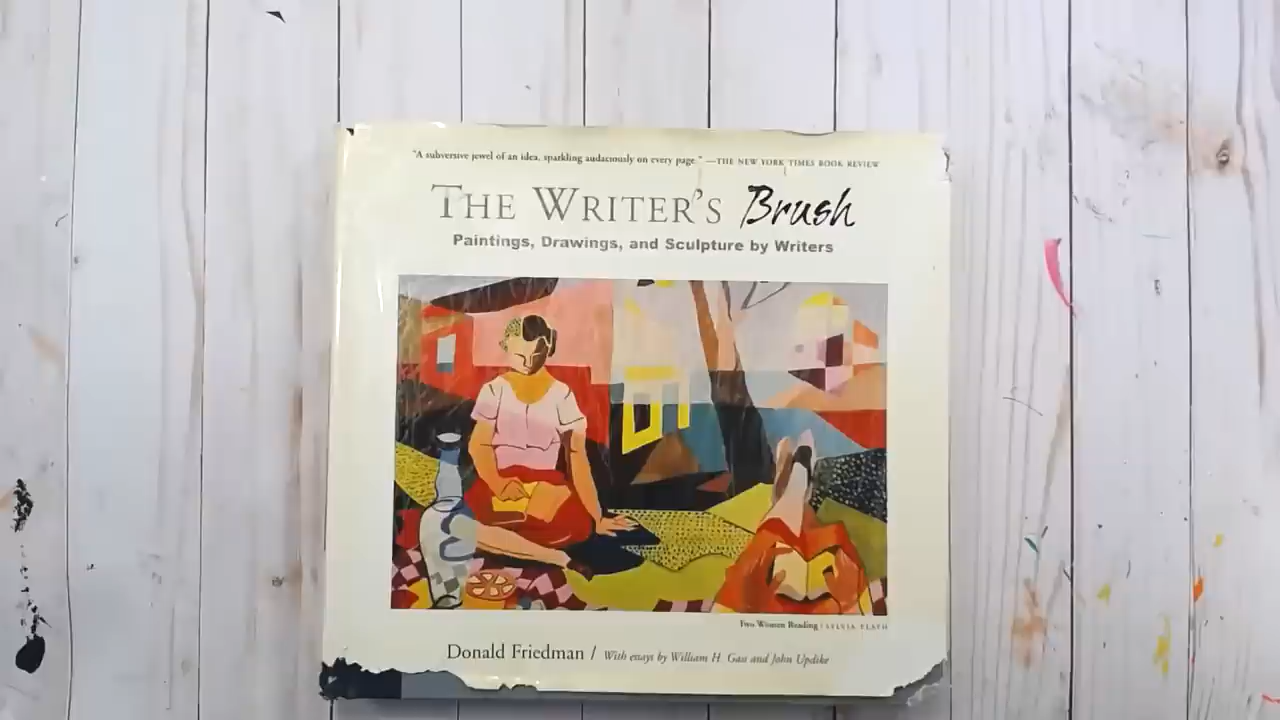 "A subversive jewel of an idea, sparkling audaciously on every page." —THE NEW YORK TIMES BOOK REVIEW
THE WRITER'S Brush
Paintings, Drawings, and Sculpture by Writers
Two Women Reading | SYLVIA PLATH
Donald Friedman / With essays by William H. Gass and John Updike